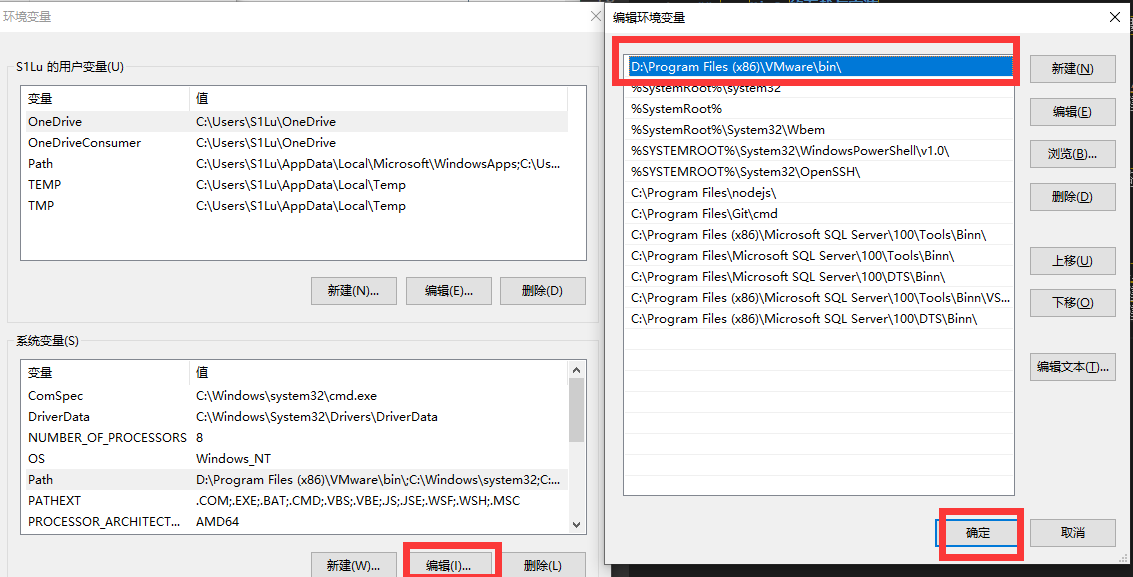 环境变量
S1Lu 的用户变量(U)
变量 值
OneDrive C:\Users\S1Lu\OneDrive
OneDriveConsumer C:\Users\S1Lu\OneDrive
Path C:\Users\S1Lu\AppData\Local\Microsoft\WindowsApps;C:\Us...
TEMP C:\Users\S1Lu\AppData\Local\Temp
TMP C:\Users\S1Lu\AppData\Local\Temp
新建(N)... 编辑(E)... 删除(D)
系统变量(S)
变量 值
ComSpec C:\Windows\system32\cmd.exe
DriverData C:\Windows\System32\Drivers\DriverData
NUMBER_OF_PROCESSORS 8
OS Windows_NT
Path D:\Program Files (x86)\VMware\bin\;C:\Windows\system32;C:...
PATHEXT .COM;.EXE;.BAT;.CMD;.VBS;.VBE;.JS;.JSE;.WSF;.WSH;.MSC
PROCESSOR_ARCHITECT... AMD64
新建(W)... 编辑(I)... 删除(L)
编辑环境变量
D:\Program Files (x86)\VMware\bin\
%SystemRoot%\system32
%SystemRoot%
%SystemRoot%\System32\Wbem
%SYSTEMROOT%\System32\WindowsPowerShell\v1.0\
%SYSTEMROOT%\System32\OpenSSH\
C:\Program Files\nodejs\
C:\Program Files\Git\cmd
C:\Program Files (x86)\Microsoft SQL Server\100\Tools\Binn\
C:\Program Files\Microsoft SQL Server\100\Tools\Binn\
C:\Program Files\Microsoft SQL Server\100\DTS\Binn\
C:\Program Files (x86)\Microsoft SQL Server\100\Tools\Binn\VS...
C:\Program Files (x86)\Microsoft SQL Server\100\DTS\Binn\
新建(N)
编辑(E)
浏览(B)...
删除(D)
上移(U)
下移(O)
编辑文本(T)...
确定 取消